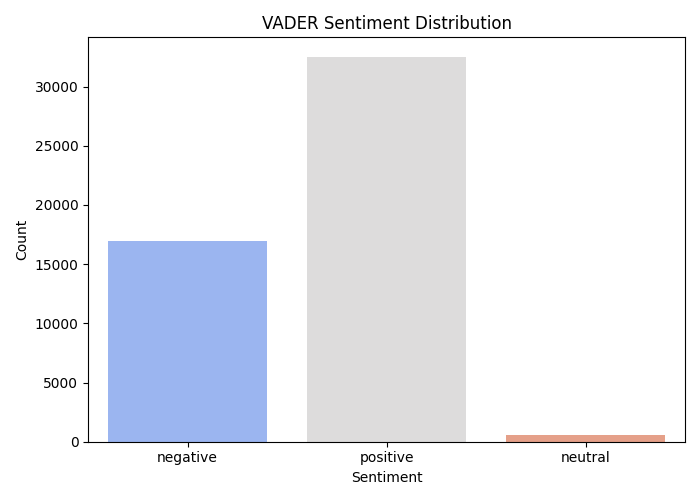 VADER Sentiment Distribution
Count
30000
25000
20000
15000
10000
5000
0
negative positive neutral
Sentiment